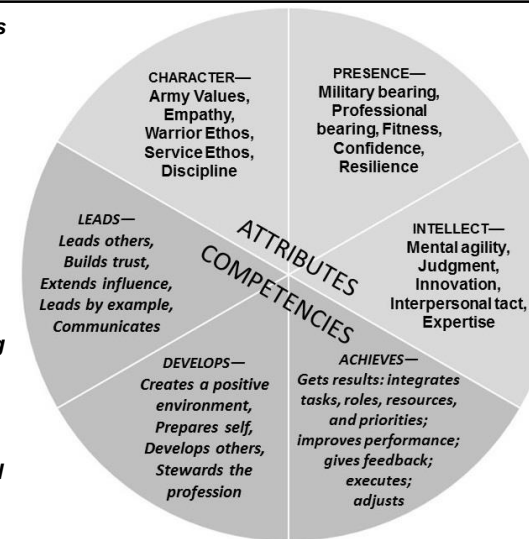 s
CHARACTER—
Army Values,
Empathy,
Warrior Ethos,
Service Ethos,
Discipline
PRESENCE—
Military bearing,
Professional
bearing, Fitness,
Confidence,
Resilience
INTELLECT—
Mental agility,
Judgment,
Innovation,
Interpersonal tact,
Expertise
ATTRIBUTES
COMPETENCIES
LEADS—
Leads others,
Builds trust,
Extends influence,
Leads by example,
Communicates
g
DEVELOPS—
Creates a positive
environment,
Prepares self,
Develops others,
Stewards the
profession
ACHIEVES—
Gets results: integrates
tasks, roles, resources,
and priorities;
improves performance;
gives feedback;
executes;
adjusts